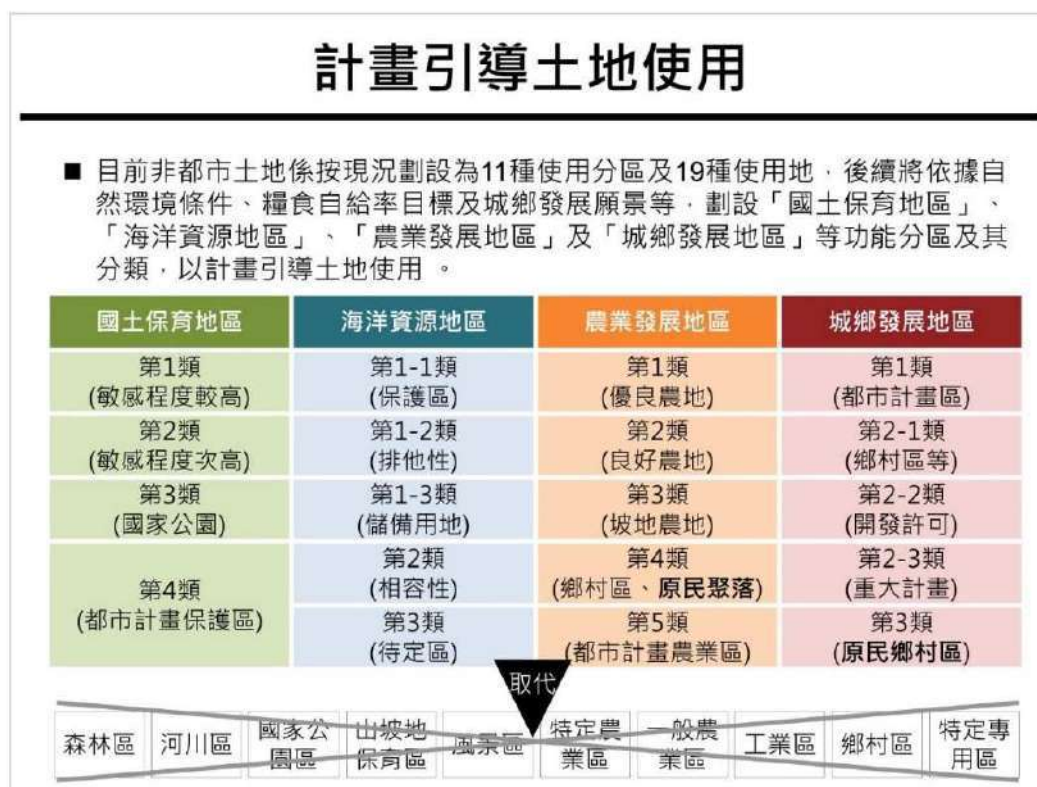 計畫引導土地使用
■ 目前非都市土地係按現況劃設為11種使用分區及19種使用地，後續將依據自
然環境條件、糧食自給率目標及城鄉發展願景等，劃設「國土保育地區」、
「海洋資源地區」、「農業發展地區」及「城鄉發展地區」等功能分區及其
分類，以計畫引導土地使用 。
國土保育地區 海洋資源地區 農業發展地區 城鄉發展地區
第1類 第1-1類 第1類 第1類
(敏感程度較高) (保護區) (優良農地) (都市計畫區)
第2類 第1-2類 第2類 第2-1類
(敏感程度次高) (排他性) (良好農地) (鄉村區等)
第3類 第1-3類 第3類 第2-2類
(國家公園) (儲備用地) (坡地農地) (開發許可)
第4類 第2類 第4類 第2-3類
(都市計畫保護區) (相容性) (鄉村區、原民聚落) (重大計畫)
第3類 第5類 第3類
(待定區) (都市計畫農業區) (原民鄉村區)
取代
森林區 河川區 國家公園區 山坡地保育區 風景區 特定農業區 一般農業區 工業區 鄉村區 特定專用區